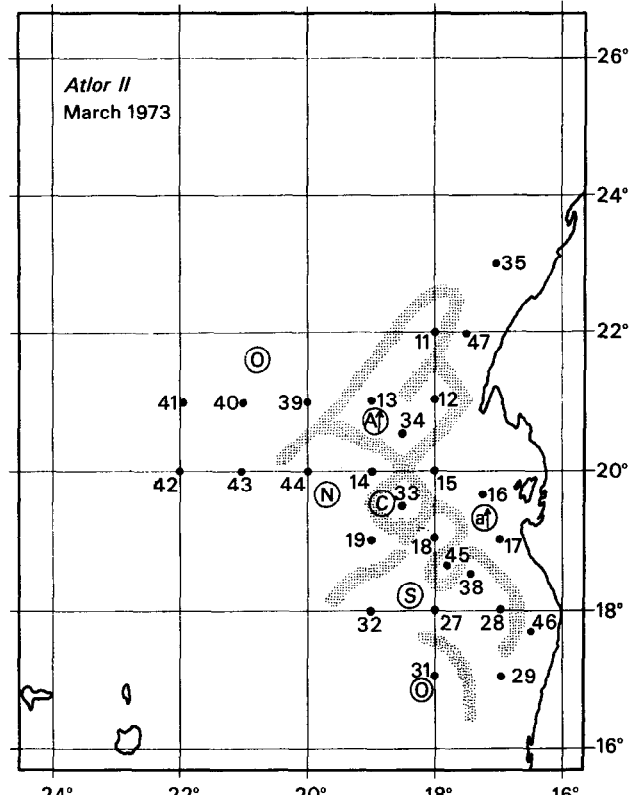 26°
Atlor II
March 1973
24°
35
22°
11 47
O
41 40 39 13 12
A↑ 34
20°
42 43 44 14 15
N C 33 16
a↑
19 18 17
45
38
S
18°
32 27 28 46
31 29
O
16°
24° 22° 20° 18° 16°